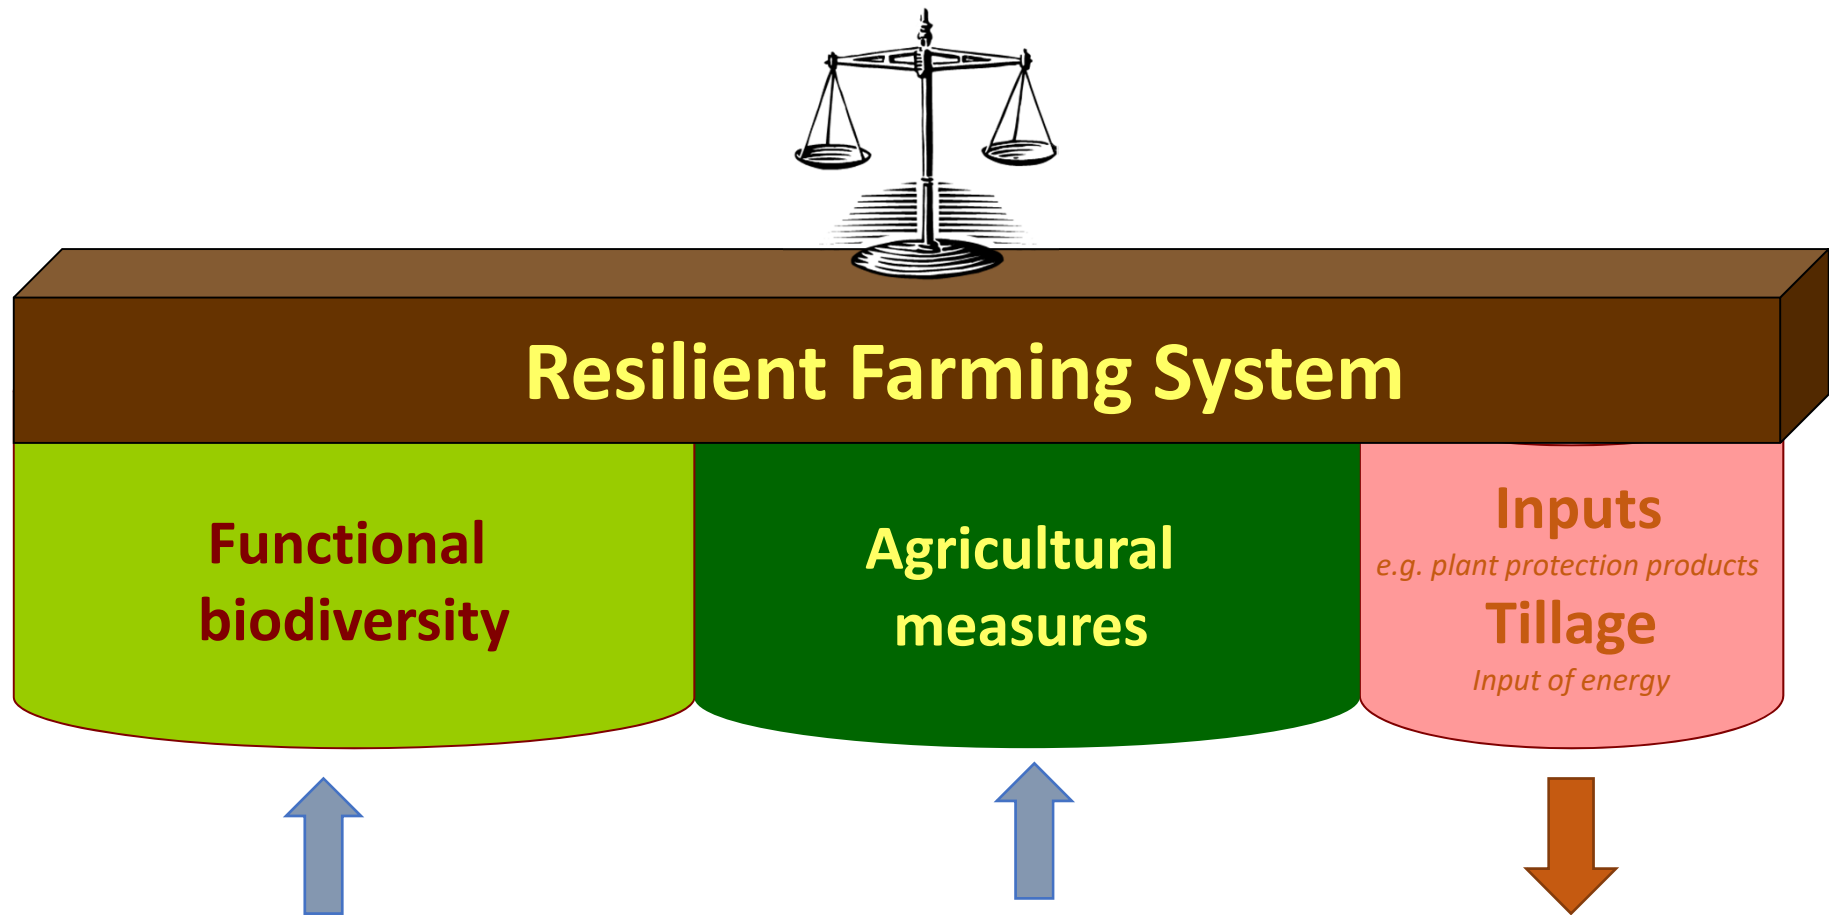 Resilient Farming System
Functional
biodiversity
Agricultural
measures
Inputs
e.g. plant protection products
Tillage
Input of energy